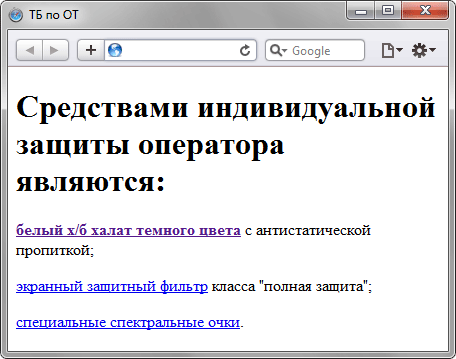 ТБ по ОТ
Google
Средствами индивидуальной
защиты оператора
являются:
белый х/б халат темного цвета с антистатической
пропиткой;
экранный зашитный фильтр класса "полная защита";
специальные спектральные очки.